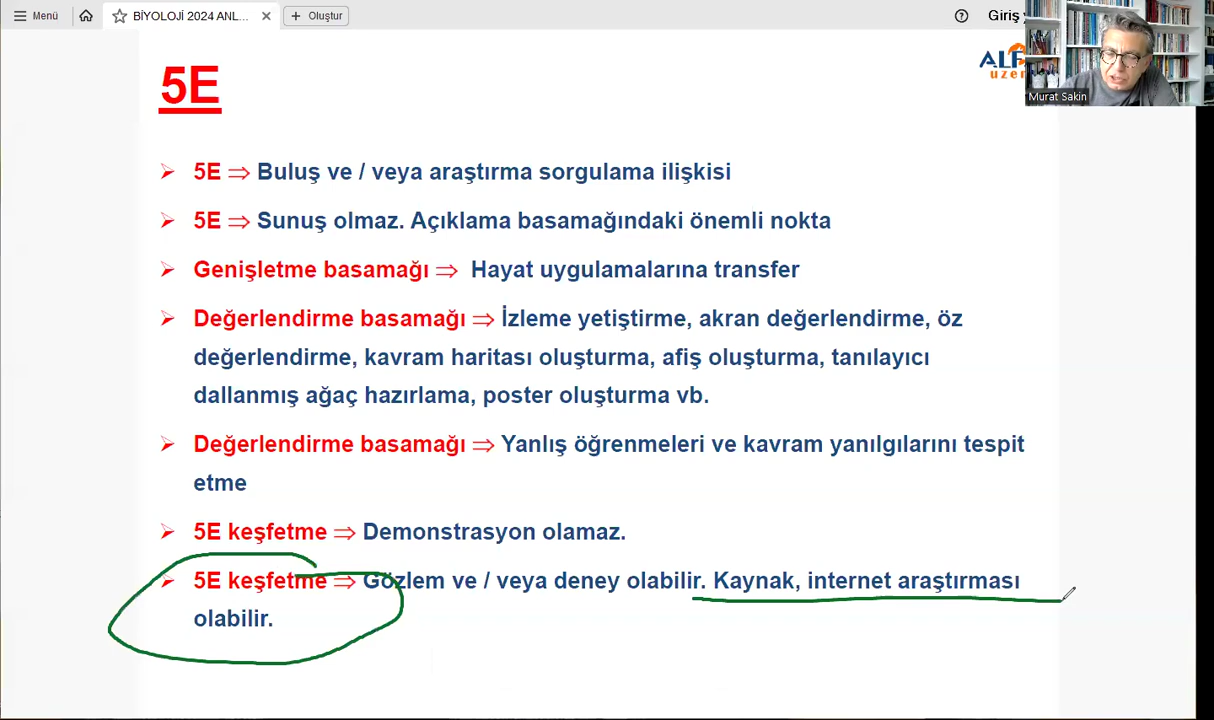 Menü
BİYOLOJİ 2024 ANL...
Oluştur
Giriş
ALF
uzem
Murat Sakin
5E
5E ⇒ Buluş ve / veya araştırma sorgulama ilişkisi
5E ⇒ Sunuş olmaz. Açıklama basamağındaki önemli nokta
Genişletme basamağı ⇒ Hayat uygulamalarına transfer
Değerlendirme basamağı ⇒ İzleme yetiştirme, akran değerlendirme, öz
değerlendirme, kavram haritası oluşturma, afiş oluşturma, tanılayıcı
dallanmış ağaç hazırlama, poster oluşturma vb.
Değerlendirme basamağı ⇒ Yanlış öğrenmeleri ve kavram yanılgılarını tespit
etme
5E keşfetme ⇒ Demonstrasyon olamaz.
5E keşfetme ⇒ Gözlem ve / veya deney olabilir. Kaynak, internet araştırması
olabilir.